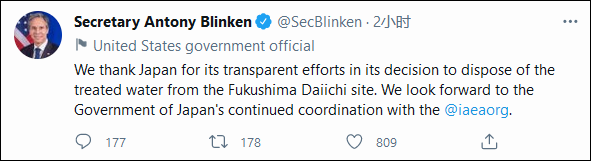 Secretary Antony Blinken @SecBlinken · 2小时
United States government official
We thank Japan for its transparent efforts in its decision to dispose of the
treated water from the Fukushima Daiichi site. We look forward to the
Government of Japan's continued coordination with the @iaeaorg.
177 178 809